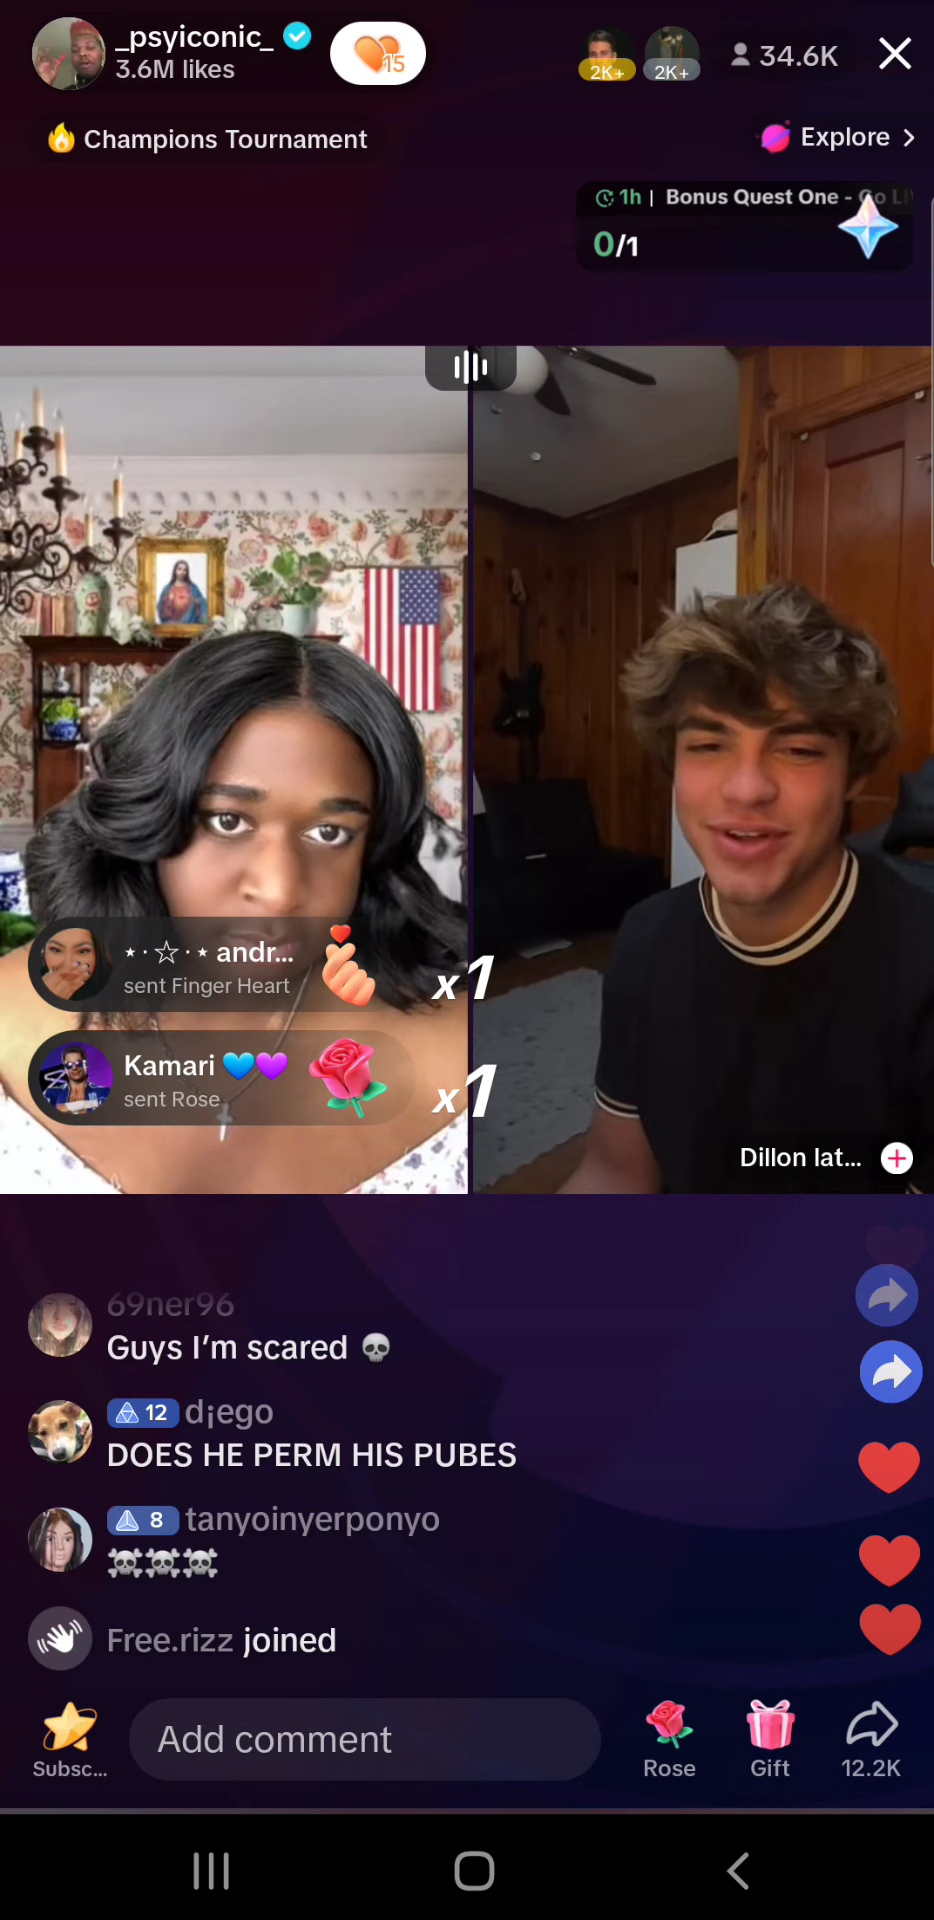 _psyiconic_
3.6M likes
15
2K+
2K+
34.6K
🔥 Champions Tournament
Explore >
1h | Bonus Quest One - Go LI
0/1
⋆ · ☆ · ⋆ andr...
sent Finger Heart
x1
Kamari 💙💜
sent Rose
x1
Dillon lat...
69ner96
Guys I’m scared 💀
12 d¡ego
DOES HE PERM HIS PUBES
8 tanyoinyerponyo
☠️☠️☠️
Free.rizz joined
Subsc...
Add comment
Rose
Gift
12.2K